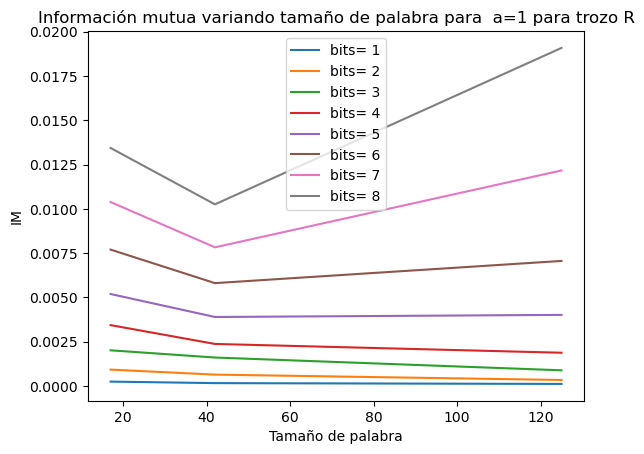 Información mutua variando tamaño de palabra para  a=1 para trozo R
0.0200
0.0175
0.0150
0.0125
0.0100
0.0075
0.0050
0.0025
0.0000
IM
bits= 1
bits= 2
bits= 3
bits= 4
bits= 5
bits= 6
bits= 7
bits= 8
20 40 60 80 100 120
Tamaño de palabra